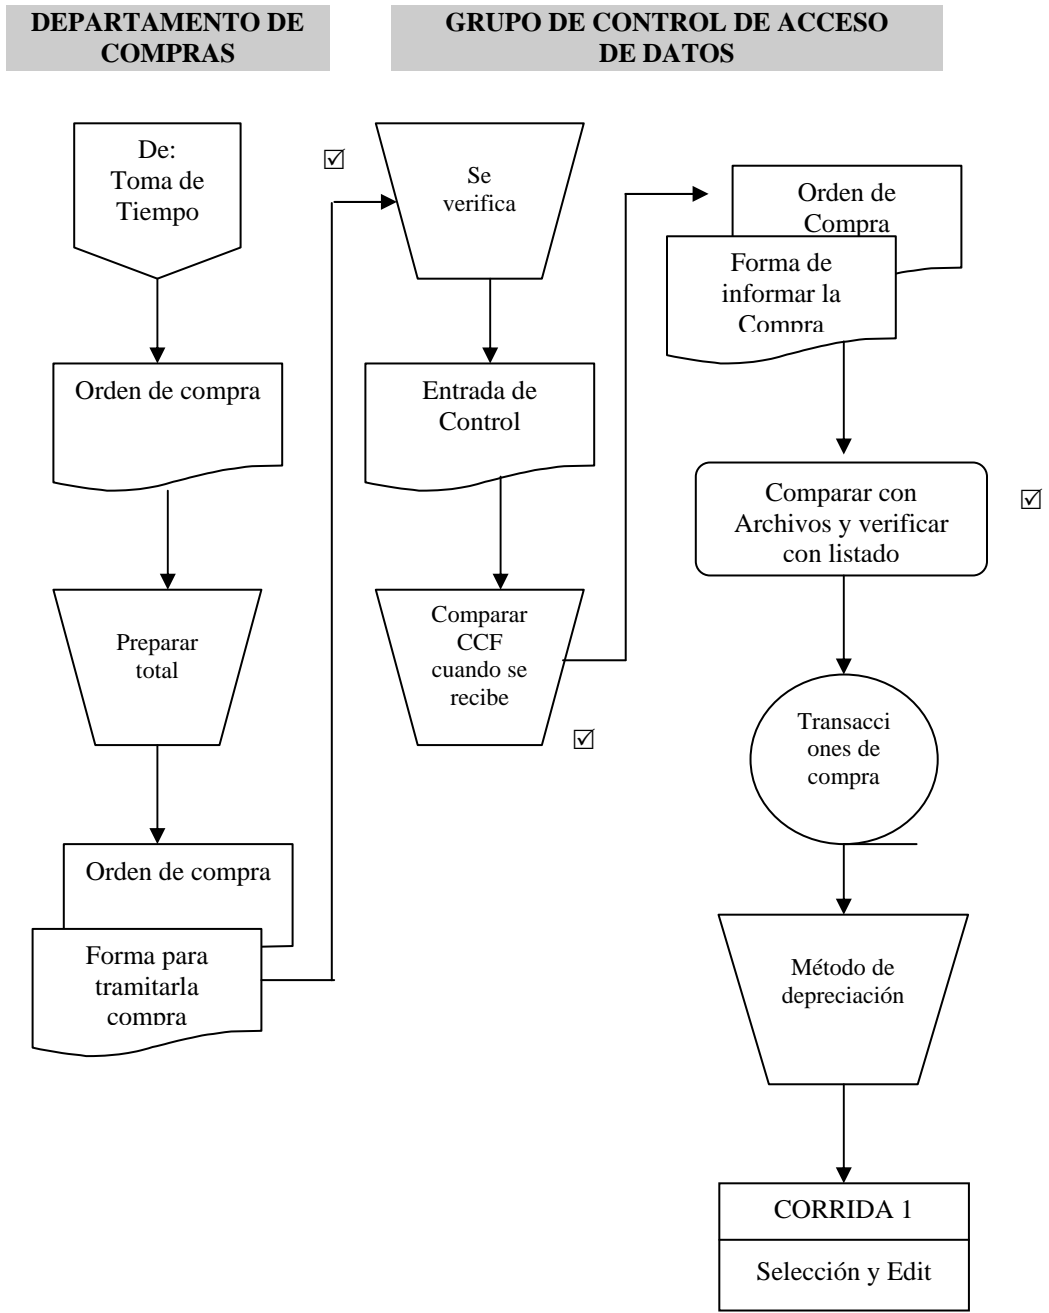 DEPARTAMENTO DE
COMPRAS
GRUPO DE CONTROL DE ACCESO
DE DATOS
De:
Toma de
Tiempo
Orden de compra
Preparar
total
Orden de compra
Forma para
tramitarla
compra
Se
verifica
Entrada de
Control
Comparar
CCF
cuando se
recibe
Orden de
Compra
Forma de
informar la
Compra
Comparar con
Archivos y verificar
con listado
Transacci
ones de
compra
Método de
depreciación
CORRIDA 1
Selección y Edit